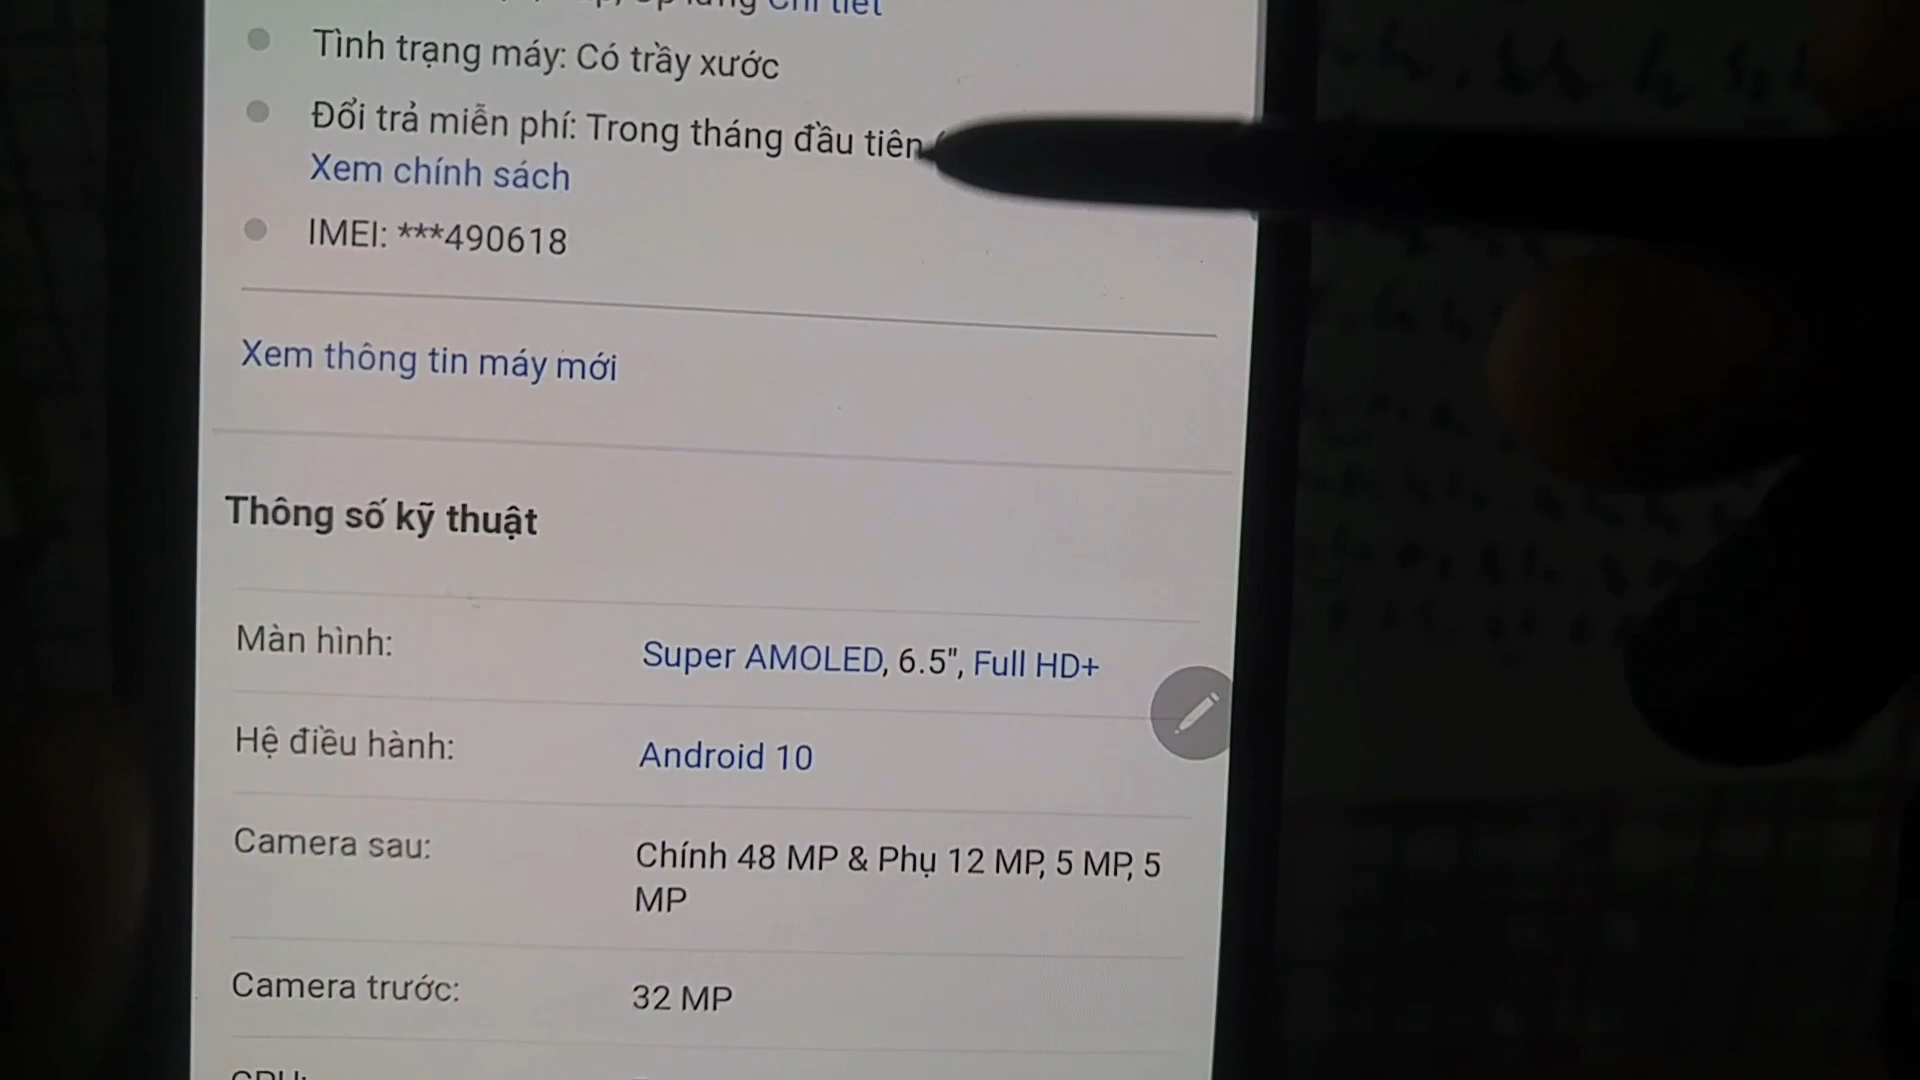 Chi tiết
Tình trạng máy: Có trầy xước
Đổi trả miễn phí: Trong tháng đầu tiên
Xem chính sách
IMEI: ***490618
Xem thông tin máy mới
Thông số kỹ thuật
Màn hình: Super AMOLED, 6.5", Full HD+
Hệ điều hành: Android 10
Camera sau: Chính 48 MP & Phụ 12 MP, 5 MP, 5
MP
Camera trước: 32 MP
CPU: